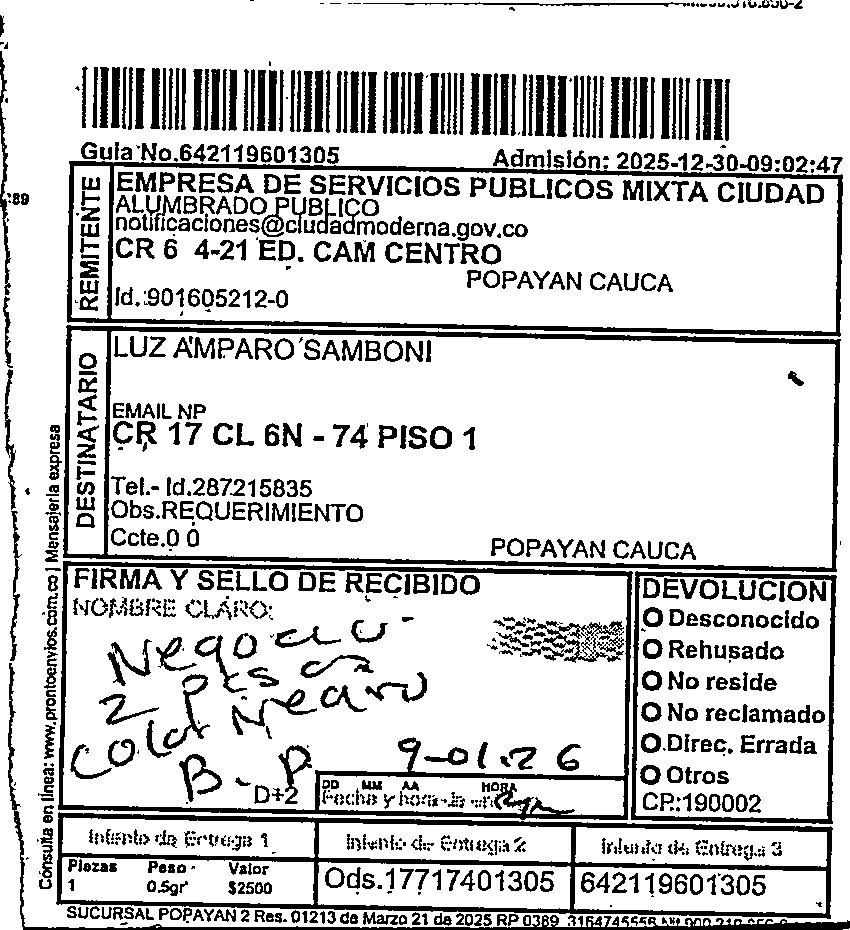 Guia No.642119601305
Admisión: 2025-12-30-09:02:47
REMITENTE
EMPRESA DE SERVICIOS PUBLICOS MIXTA CIUDAD
ALUMBRADO PUBLICO
notificaciones@ciudadmoderna.gov.co
CR 6 4-21 ED. CAM CENTRO
POPAYAN CAUCA
Id.:901605212-0
DESTINATARIO
LUZ AMPARO SAMBONI
EMAIL NP
CR 17 CL 6N - 74 PISO 1
Tel.- Id.287215835
Obs.REQUERIMIENTO
Ccte.0 0
POPAYAN CAUCA
Consulta en línea: www.prontoenvios.com.co | Mensajería expresa
FIRMA Y SELLO DE RECIBIDO
NOMBRE CLARO:
2 Pisos
Color Negro
B.P
9-01.26
D+2
DD MM AA HORA
Fecha y hora de
DEVOLUCION
Desconocido
Rehusado
No reside
No reclamado
Direc. Errada
Otros
CP:190002
Intento de Entrega 1
Intento de Entrega 2
Intento de Entrega 3
Piezas Peso Valor
1 0.5gr $2500
Ods.17717401305
642119601305
SUCURSAL POPAYAN 2 Res. 01213 de Marzo 21 de 2025 RP 0389 3164745556